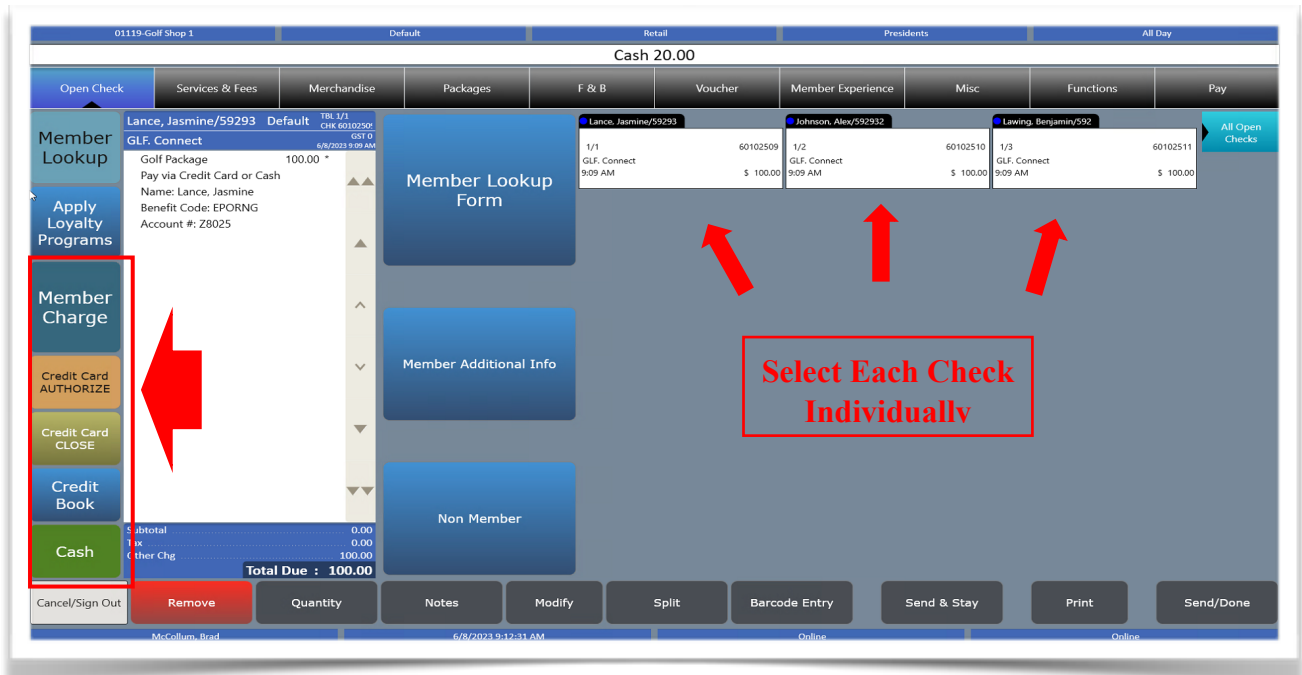 01119-Golf Shop 1 Default Retail Presidents All Day
Cash 20.00
Open Check Services & Fees Merchandise Packages F & B Voucher Member Experience Misc Functions Pay
Member
Lookup
Apply
Loyalty
Programs
Member
Charge
Credit Card
AUTHORIZE
Credit Card
CLOSE
Credit
Book
Cash
Lance, Jasmine/59293 Default TBL 1/1
CHK 6010250
GLF. Connect GST 0
6/8/2023 9:09 AM
Golf Package 100.00 *
Pay via Credit Card or Cash
Name: Lance, Jasmine
Benefit Code: EPORNG
Account #: Z8025
Subtotal 0.00
Tax 0.00
Other Chg 100.00
Total Due : 100.00
Member Lookup
Form
Member Additional Info
Non Member
Lance, Jasmine/59293
1/1 60102509
GLF. Connect
9:09 AM $ 100.00
Johnson, Alex/592932
1/2 60102510
GLF. Connect
9:09 AM $ 100.00
Lawing, Benjamin/592
1/3 60102511
GLF. Connect
9:09 AM $ 100.00
All Open
Checks
Select Each Check
Individually
Cancel/Sign Out Remove Quantity Notes Modify Split Barcode Entry Send & Stay Print Send/Done
McCollum, Brad 6/8/2023 9:12:31 AM Online Online